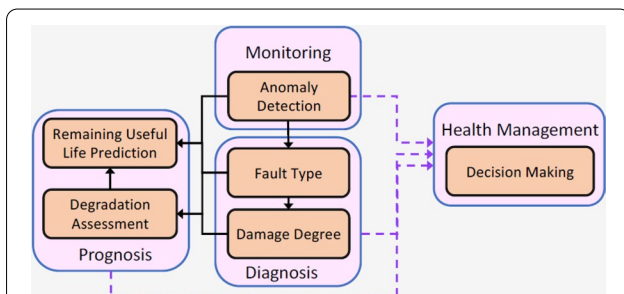 Monitoring
Anomaly
Detection
Remaining Useful
Life Prediction
Degradation
Assessment
Prognosis
Fault Type
Damage Degree
Diagnosis
Health Management
Decision Making